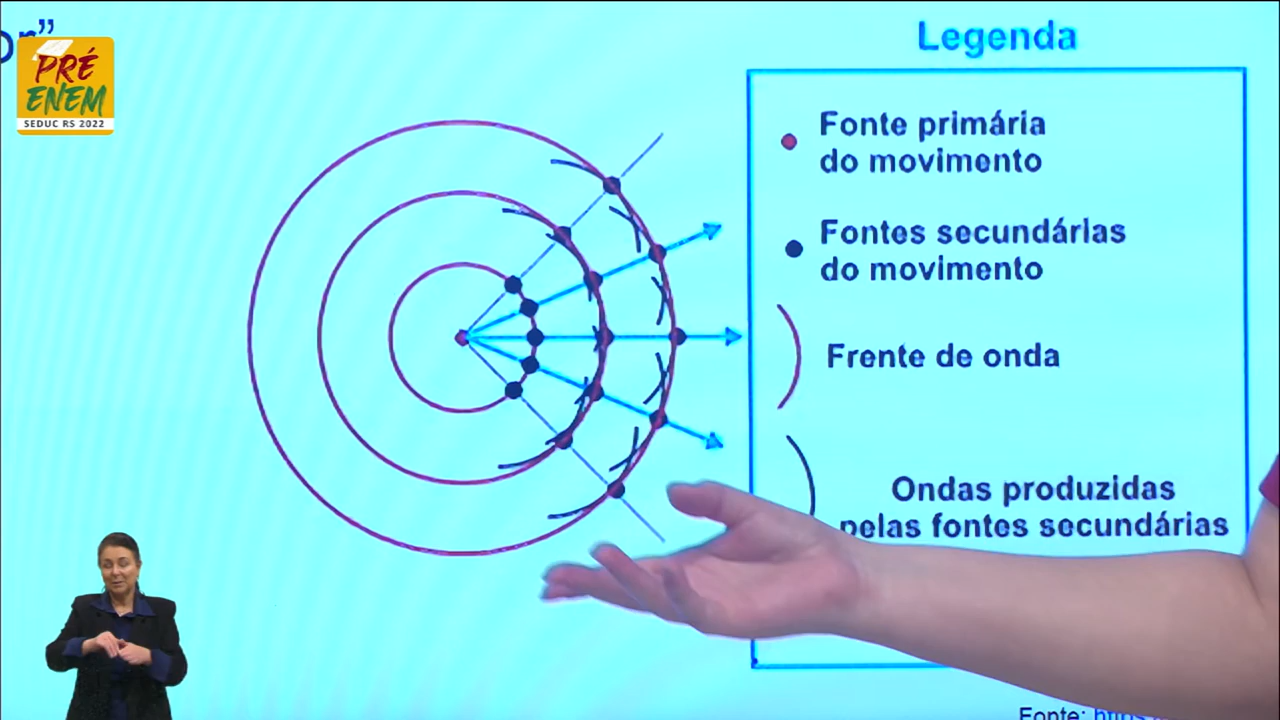 PRÉ
ENEM
SEDUC RS 2022
Legenda
Fonte primária
do movimento
Fontes secundárias
do movimento
Frente de onda
Ondas produzidas
pelas fontes secundárias
Fonte: